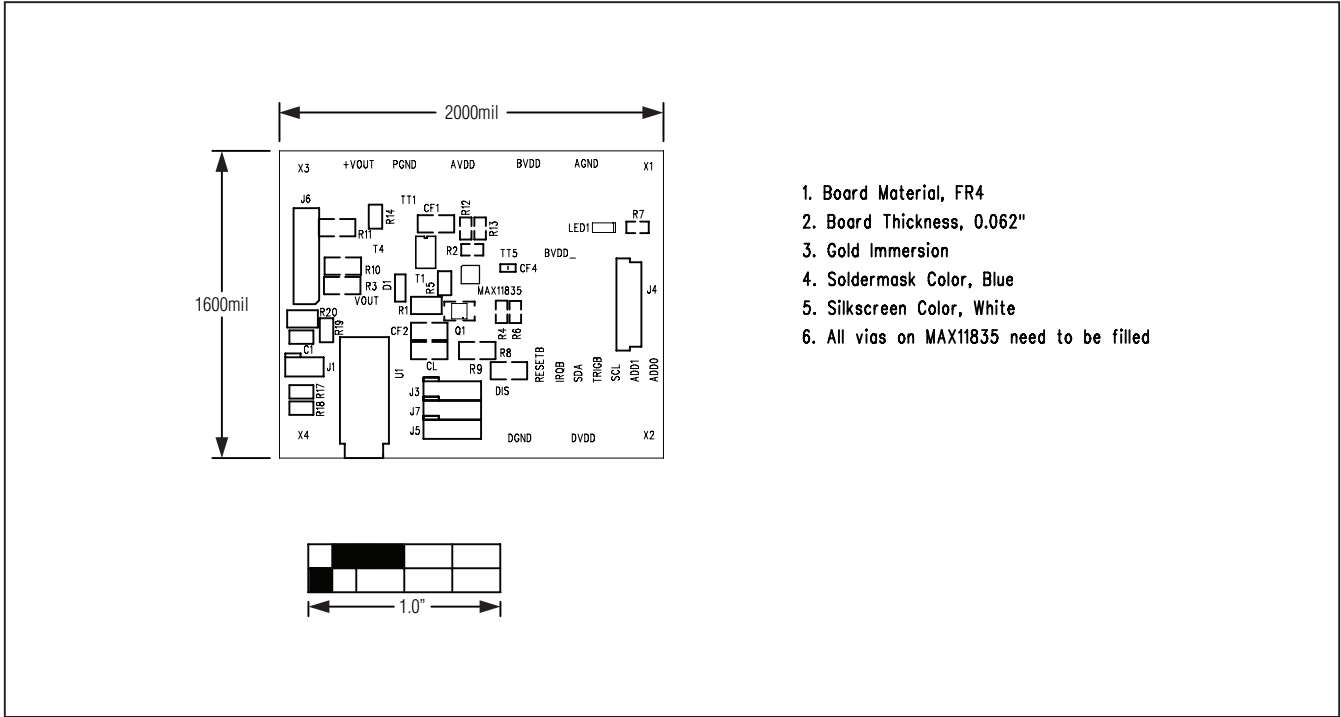 2000mil
1600mil
X3 +VOUT PGND AVDD BVDD AGND X1
J6
R14
TT1
CF1
R12
R13
R11
T4
R2
LED1
R7
TT5
BVDD_
CF4
R10
R3
VOUT
D1
T1
R5
MAX11835
J4
R1
R20
R19
C1
J1
CF2
Q1
R4
R6
CL
R9
R8
DIS
U1
R17
R18
J3
J7
J5
RESETB
IRQB
SDA
TRIGB
SCL
ADD1
ADD0
X4 DGND DVDD X2
1.0"
1. Board Material, FR4
2. Board Thickness, 0.062"
3. Gold Immersion
4. Soldermask Color, Blue
5. Silkscreen Color, White
6. All vias on MAX11835 need to be filled